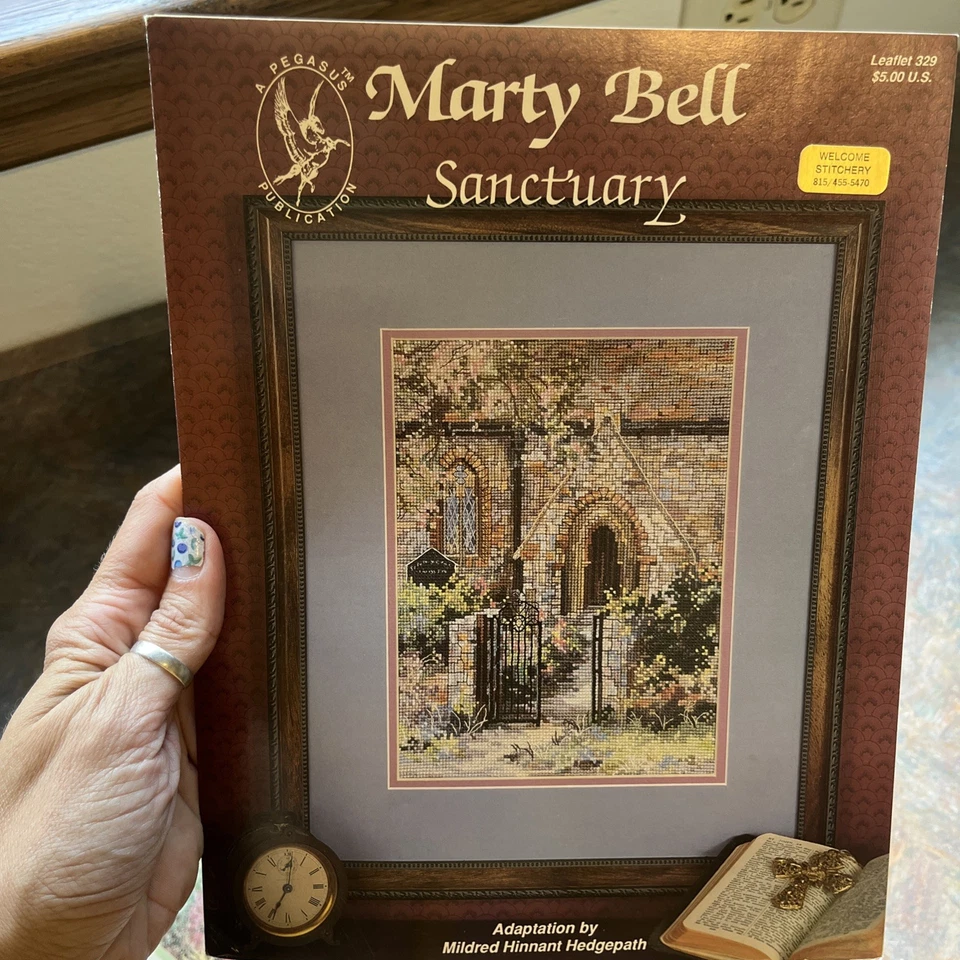 A PEGASUS™
PUBLICATION
Marty Bell
Sanctuary
Leaflet 329
$5.00 U.S.
WELCOME
STITCHERY
815/455-5470
Adaptation by
Mildred Hinnant Hedgepath